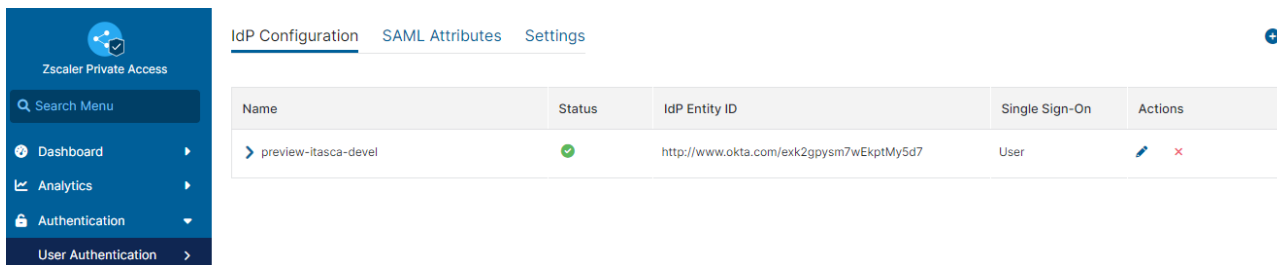 Zscaler Private Access
Search Menu
Dashboard
Analytics
Authentication
User Authentication
IdP Configuration SAML Attributes Settings
Name Status IdP Entity ID Single Sign-On Actions
preview-itasca-devel http://www.okta.com/exk2gpysm7wEkptMy5d7 User